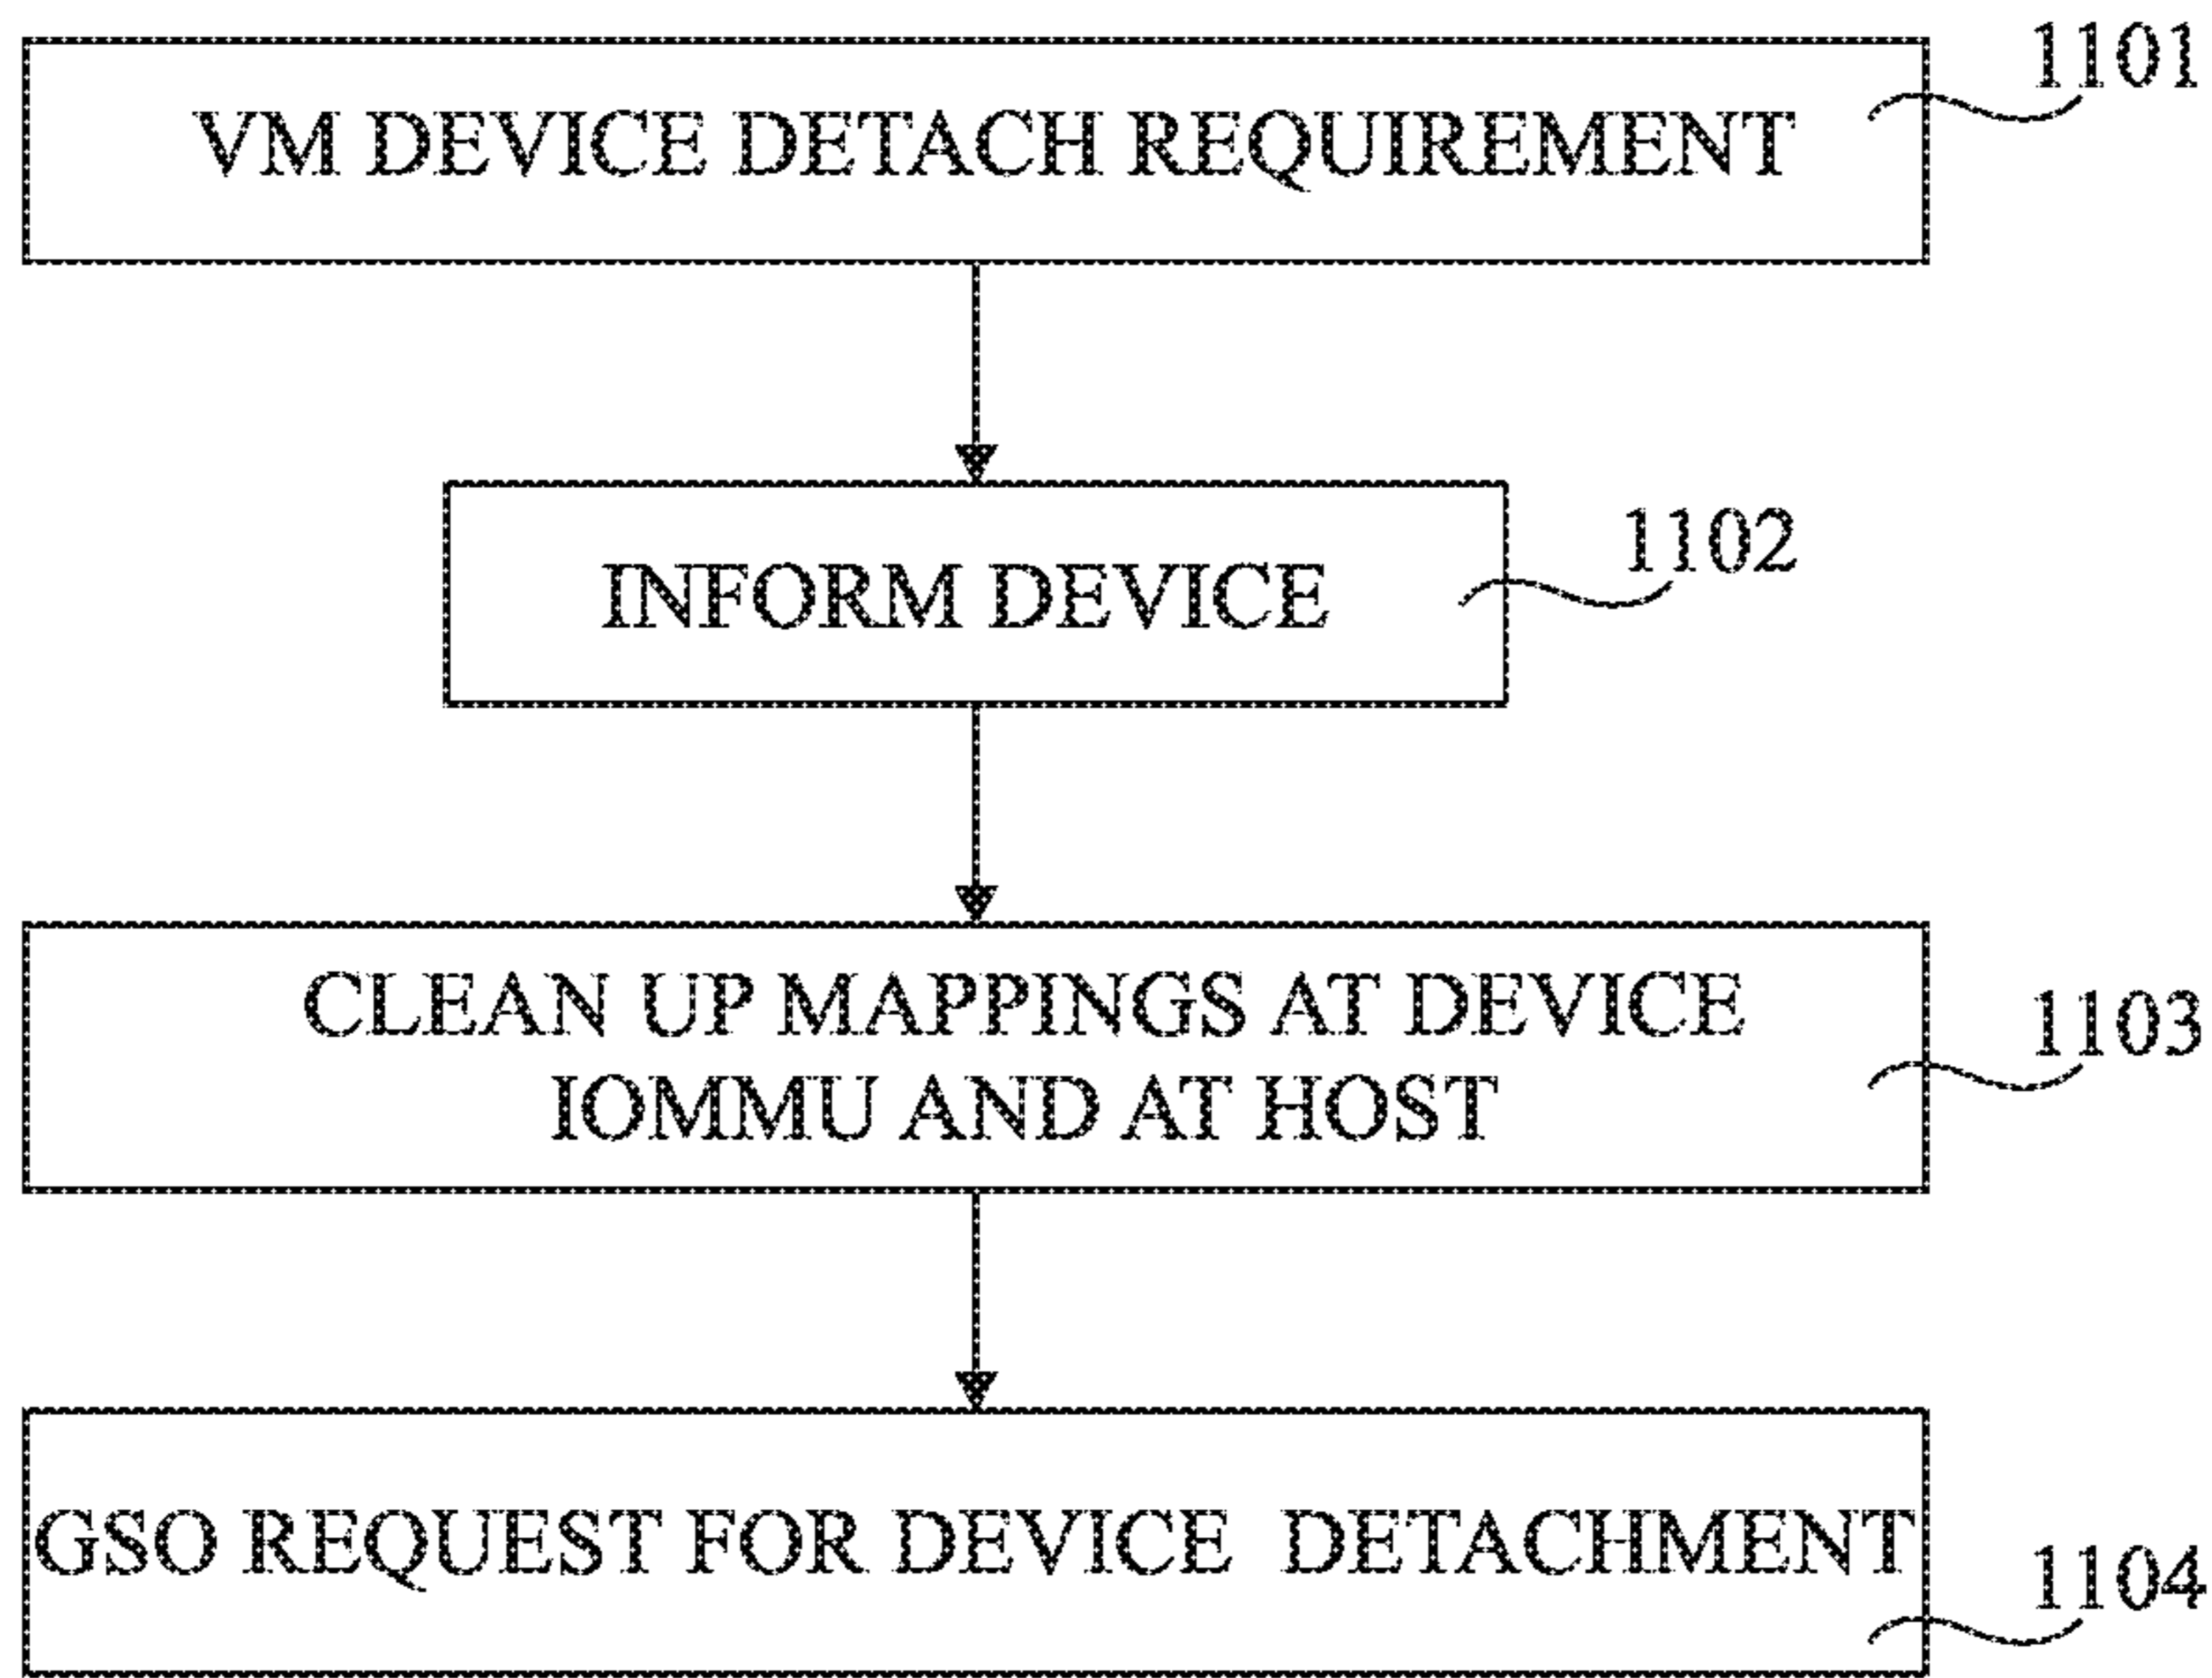 1101
VM DEVICE DETACH REQUIREMENT
1102
INFORM DEVICE
CLEAN UP MAPPINGS AT DEVICE
1103
IOMMU AND AT HOST
GSO REQUEST FOR DEVICE DETACHMENT
1104